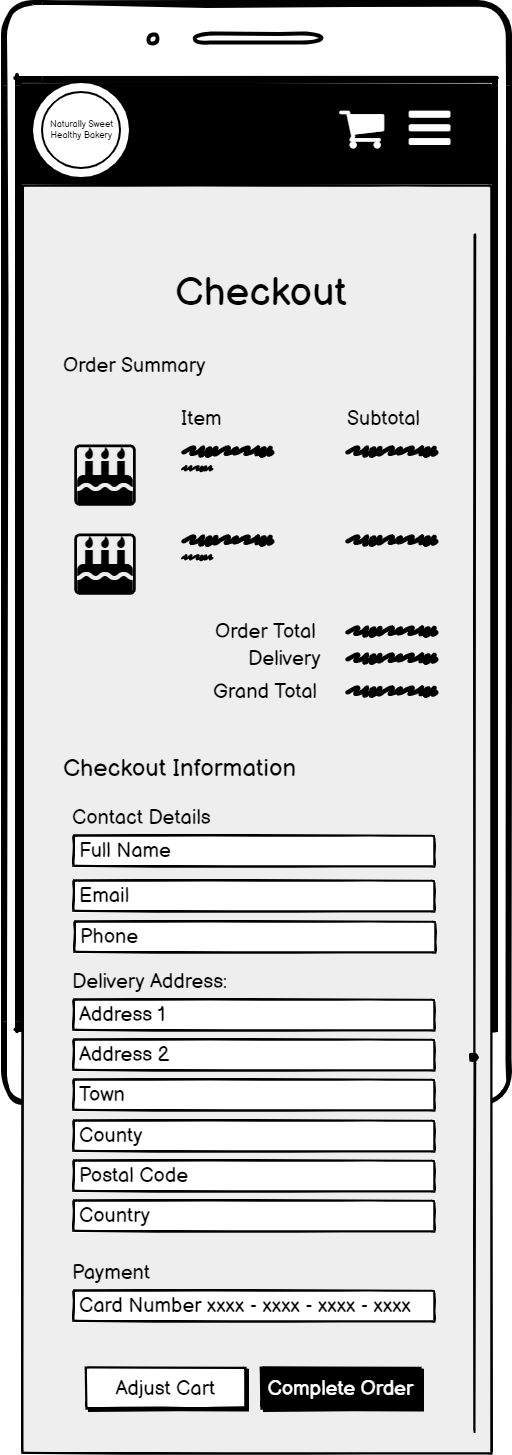 Naturally Sweet
Healthy Bakery
Checkout
Order Summary
Item Subtotal
Order Total
Delivery
Grand Total
Checkout Information
Contact Details
Full Name
Email
Phone
Delivery Address:
Address 1
Address 2
Town
County
Postal Code
Country
Payment
Card Number xxxx - xxxx - xxxx - xxxx
Adjust Cart Complete Order